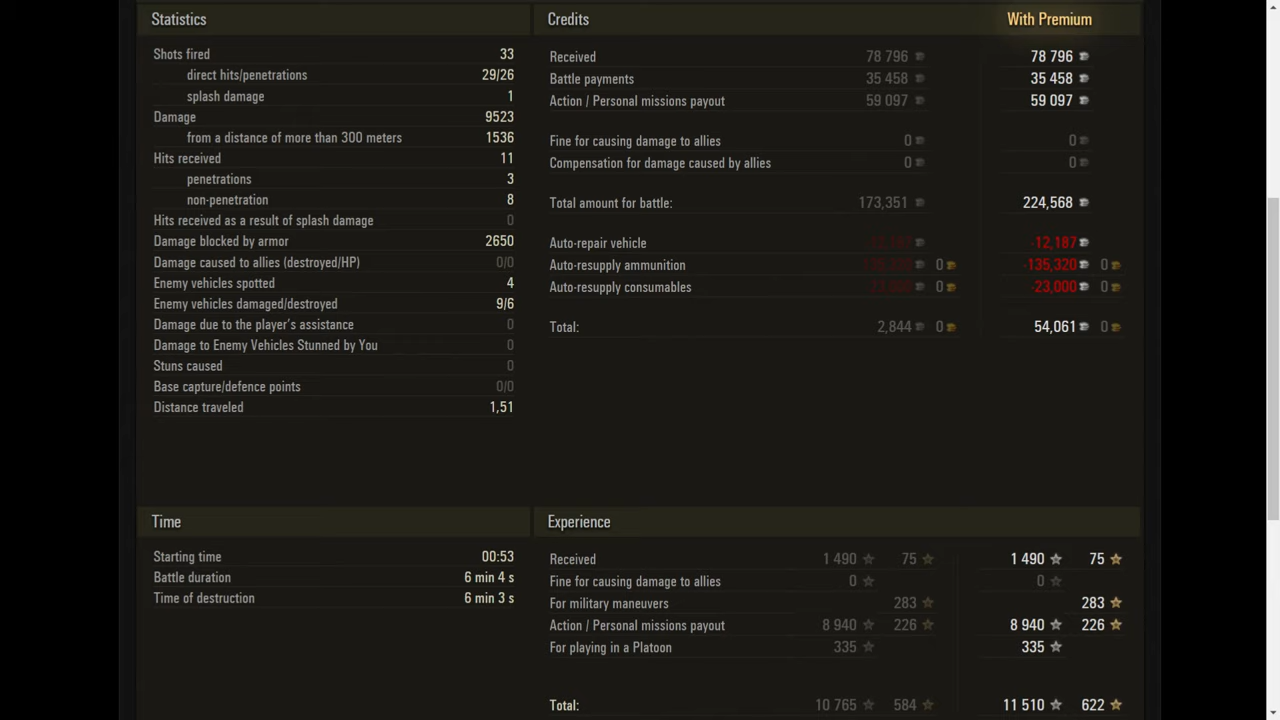 Statistics
Shots fired 33
direct hits/penetrations 29/26
splash damage 1
Damage 9523
from a distance of more than 300 meters 1536
Hits received 11
penetrations 3
non-penetration 8
Hits received as a result of splash damage 0
Damage blocked by armor 2650
Damage caused to allies (destroyed/HP) 0/0
Enemy vehicles spotted 4
Enemy vehicles damaged/destroyed 9/6
Damage due to the player's assistance 0
Damage to Enemy Vehicles Stunned by You 0
Stuns caused 0
Base capture/defence points 0/0
Distance traveled 1,51
Credits With Premium
Received 78 796 78 796
Battle payments 35 458 35 458
Action / Personal missions payout 59 097 59 097
Fine for causing damage to allies 0 0
Compensation for damage caused by allies 0 0
Total amount for battle: 173,351 224,568
Auto-repair vehicle -12,187
Auto-resupply ammunition 0 -135,320 0
Auto-resupply consumables 0 -23,000 0
Total: 2,844 0 54,061 0
Time
Starting time 00:53
Battle duration 6 min 4 s
Time of destruction 6 min 3 s
Experience
Received 1 490 75 1 490 75
Fine for causing damage to allies 0 0
For military maneuvers 283 283
Action / Personal missions payout 8 940 226 8 940 226
For playing in a Platoon 335 335
Total: 10 765 584 11 510 622